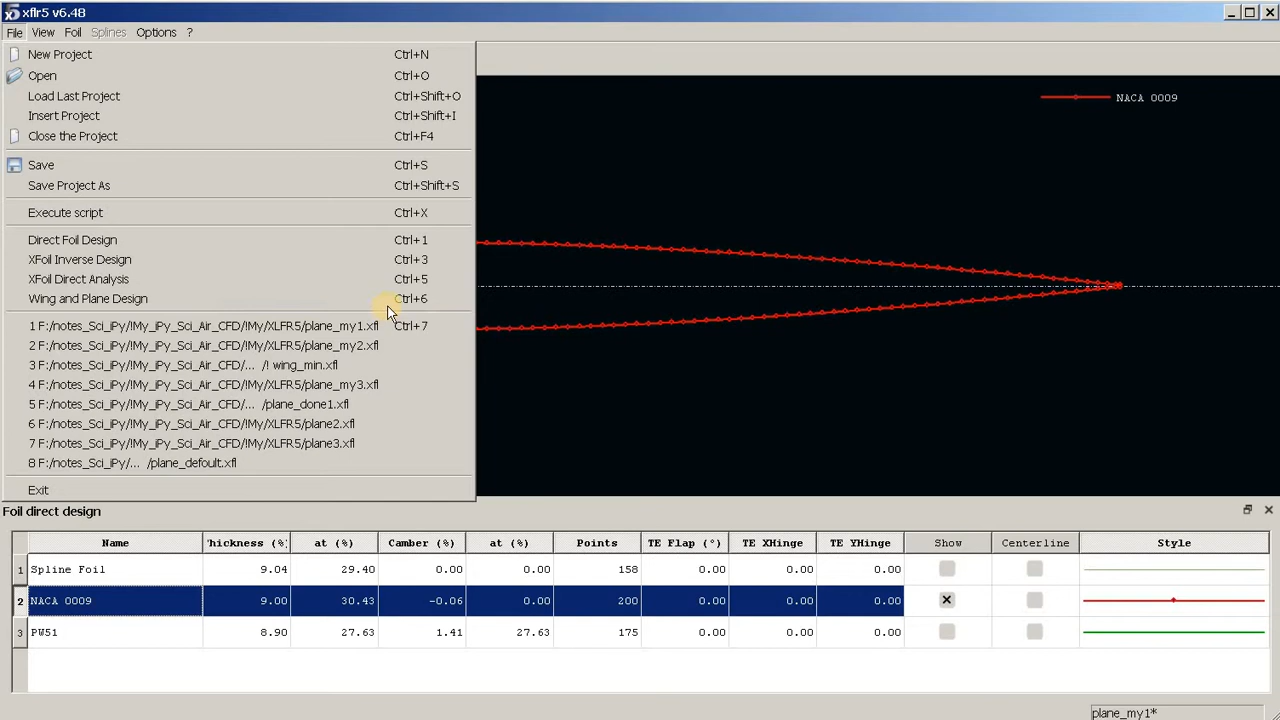 xflr5 v6.48
File View Foil Splines Options ?
New Project Ctrl+N
Open Ctrl+O
Load Last Project Ctrl+Shift+O
Insert Project Ctrl+Shift+I
Close the Project Ctrl+F4
Save Ctrl+S
Save Project As Ctrl+Shift+S
Execute script Ctrl+X
Direct Foil Design Ctrl+1
XFoil Inverse Design Ctrl+3
XFoil Direct Analysis Ctrl+5
Wing and Plane Design Ctrl+6
1 F:/notes_Sci_iPy/!My_iPy_Sci_Air_CFD/!My/XLFR5/plane_my1.xfl Ctrl+7
2 F:/notes_Sci_iPy/!My_iPy_Sci_Air_CFD/!My/XLFR5/plane_my2.xfl
3 F:/notes_Sci_iPy/!My_iPy_Sci_Air_CFD/... /! wing_min.xfl
4 F:/notes_Sci_iPy/!My_iPy_Sci_Air_CFD/!My/XLFR5/plane_my3.xfl
5 F:/notes_Sci_iPy/!My_iPy_Sci_Air_CFD/... /plane_done1.xfl
6 F:/notes_Sci_iPy/!My_iPy_Sci_Air_CFD/!My/XLFR5/plane2.xfl
7 F:/notes_Sci_iPy/!My_iPy_Sci_Air_CFD/!My/XLFR5/plane3.xfl
8 F:/notes_Sci_iPy/... /plane_defoult.xfl
Exit
NACA 0009
Foil direct design
Name Thickness (% at (%) Camber (%) at (%) Points TE Flap (°) TE XHinge TE YHinge Show Centerline Style
1 Spline Foil 9.04 29.40 0.00 0.00 158 0.00 0.00 0.00
2 NACA 0009 9.00 30.43 -0.06 0.00 200 0.00 0.00 0.00
3 PW51 8.90 27.63 1.41 27.63 175 0.00 0.00 0.00
plane_my1*